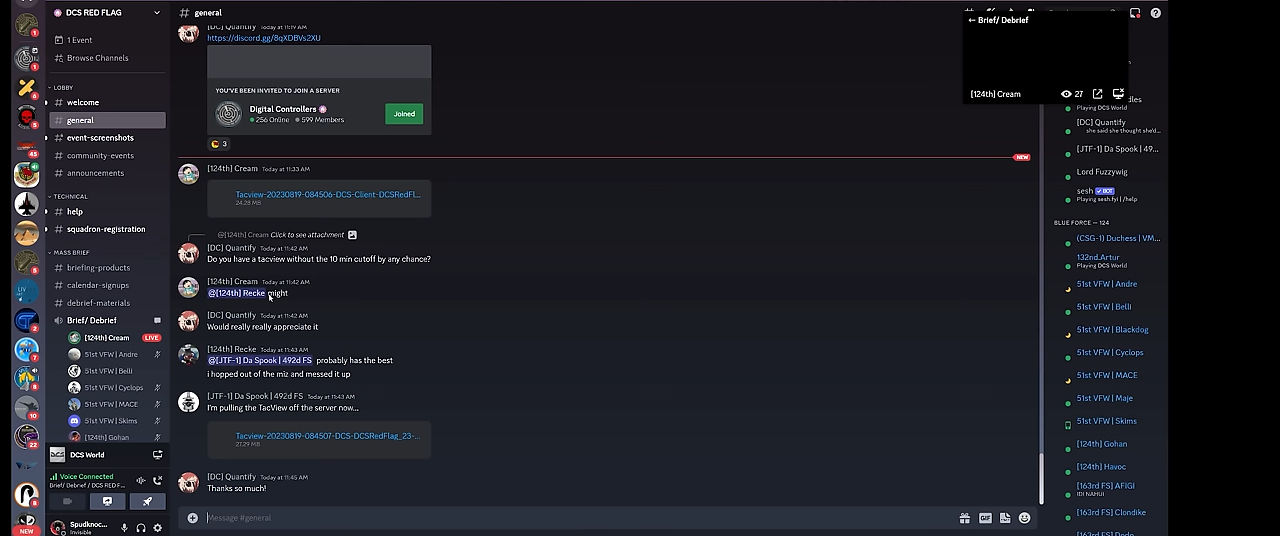 DCS RED FLAG
1 Event
Browse Channels
LOBBY
welcome
general
event-screenshots
community-events
announcements
TECHNICAL
help
squadron-registration
MASS BRIEF
briefing-products
calendar-signups
debrief-materials
Brief/ Debrief
[124th] Cream LIVE
51st VFW | Andre
51st VFW | Belli
51st VFW | Cyclops
51st VFW | MACE
51st VFW | Skims
[124th] Gohan
DCS World
Voice Connected
Brief/ Debrief / DCS RED F...
Spudknoc...
Invisible
NEW
general
[DC] Quantify Today at 11:19 AM
https://discord.gg/8qXDBVs2XU
YOU'VE BEEN INVITED TO JOIN A SERVER
Digital Controllers
256 Online 599 Members
Joined
3
NEW
[124th] Cream Today at 11:33 AM
Tacview-20230819-084506-DCS-Client-DCSRedFl...
24.28 MB
@[124th] Cream Click to see attachment
[DC] Quantify Today at 11:42 AM
Do you have a tacview without the 10 min cutoff by any chance?
[124th] Cream Today at 11:42 AM
@[124th] Recke might
[DC] Quantify Today at 11:42 AM
Would really really appreciate it
[124th] Recke Today at 11:43 AM
@[JTF-1] Da Spook | 492d FS probably has the best
i hopped out of the miz and messed it up
[JTF-1] Da Spook | 492d FS Today at 11:43 AM
I'm pulling the TacView off the server now...
Tacview-20230819-084507-DCS-DCSRedFlag_23-...
27.29 MB
[DC] Quantify Today at 11:45 AM
Thanks so much!
Message #general
GIF
← Brief/ Debrief
[124th] Cream 27
Playing DCS World
[DC] Quantify
she said she thought she'd...
[JTF-1] Da Spook | 49...
Lord Fuzzywig
sesh BOT
Playing sesh.fyi | /help
BLUE FORCE — 124
(CSG-1) Duchess | VM...
132nd.Artur
Playing DCS World
51st VFW | Andre
51st VFW | Belli
51st VFW | Blackdog
51st VFW | Cyclops
51st VFW | MACE
51st VFW | Maje
51st VFW | Skims
[124th] Gohan
[124th] Havoc
[163rd FS] AFIGI
IDI NAHUI
[163rd FS] Clondike